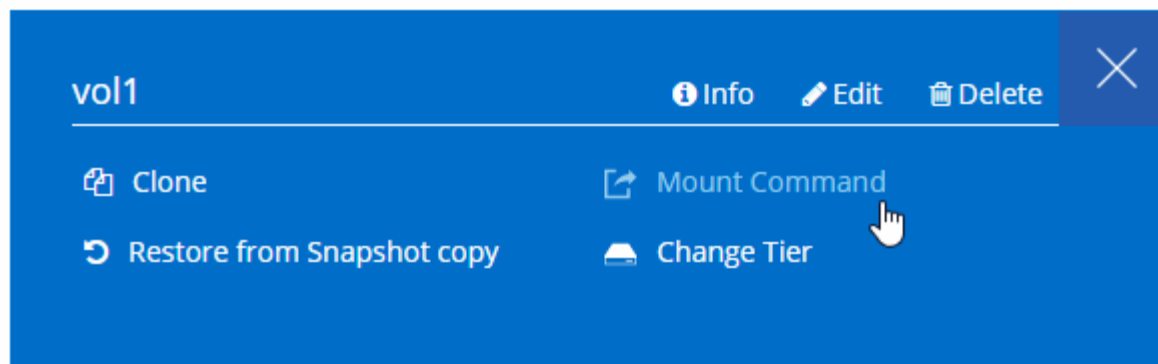 vol1
Info Edit Delete
Clone
Mount Command
Restore from Snapshot copy
Change Tier